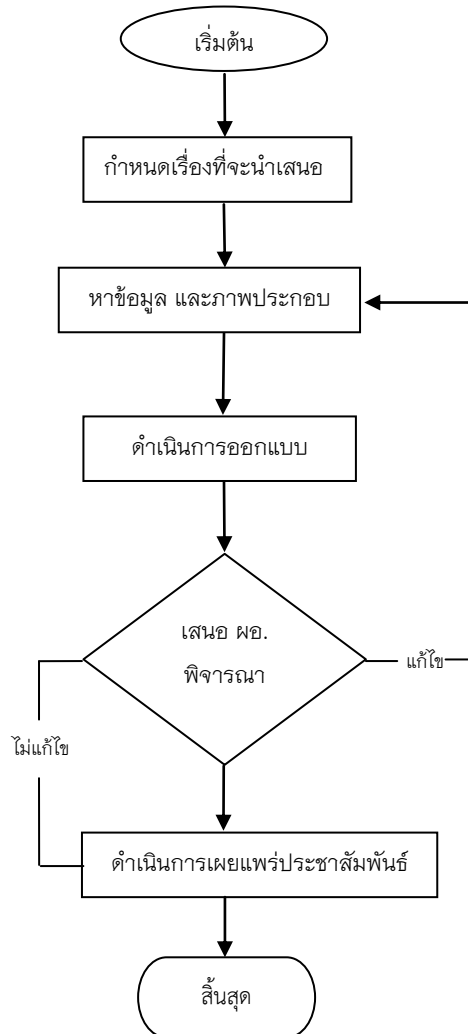 เริ่มต้น
กำหนดเรื่องที่จะนำเสนอ
หาข้อมูล และภาพประกอบ
ดำเนินการออกแบบ
เสนอ ผอ.
พิจารณา
แก้ไข
ไม่แก้ไข
ดำเนินการเผยแพร่ประชาสัมพันธ์
สิ้นสุด